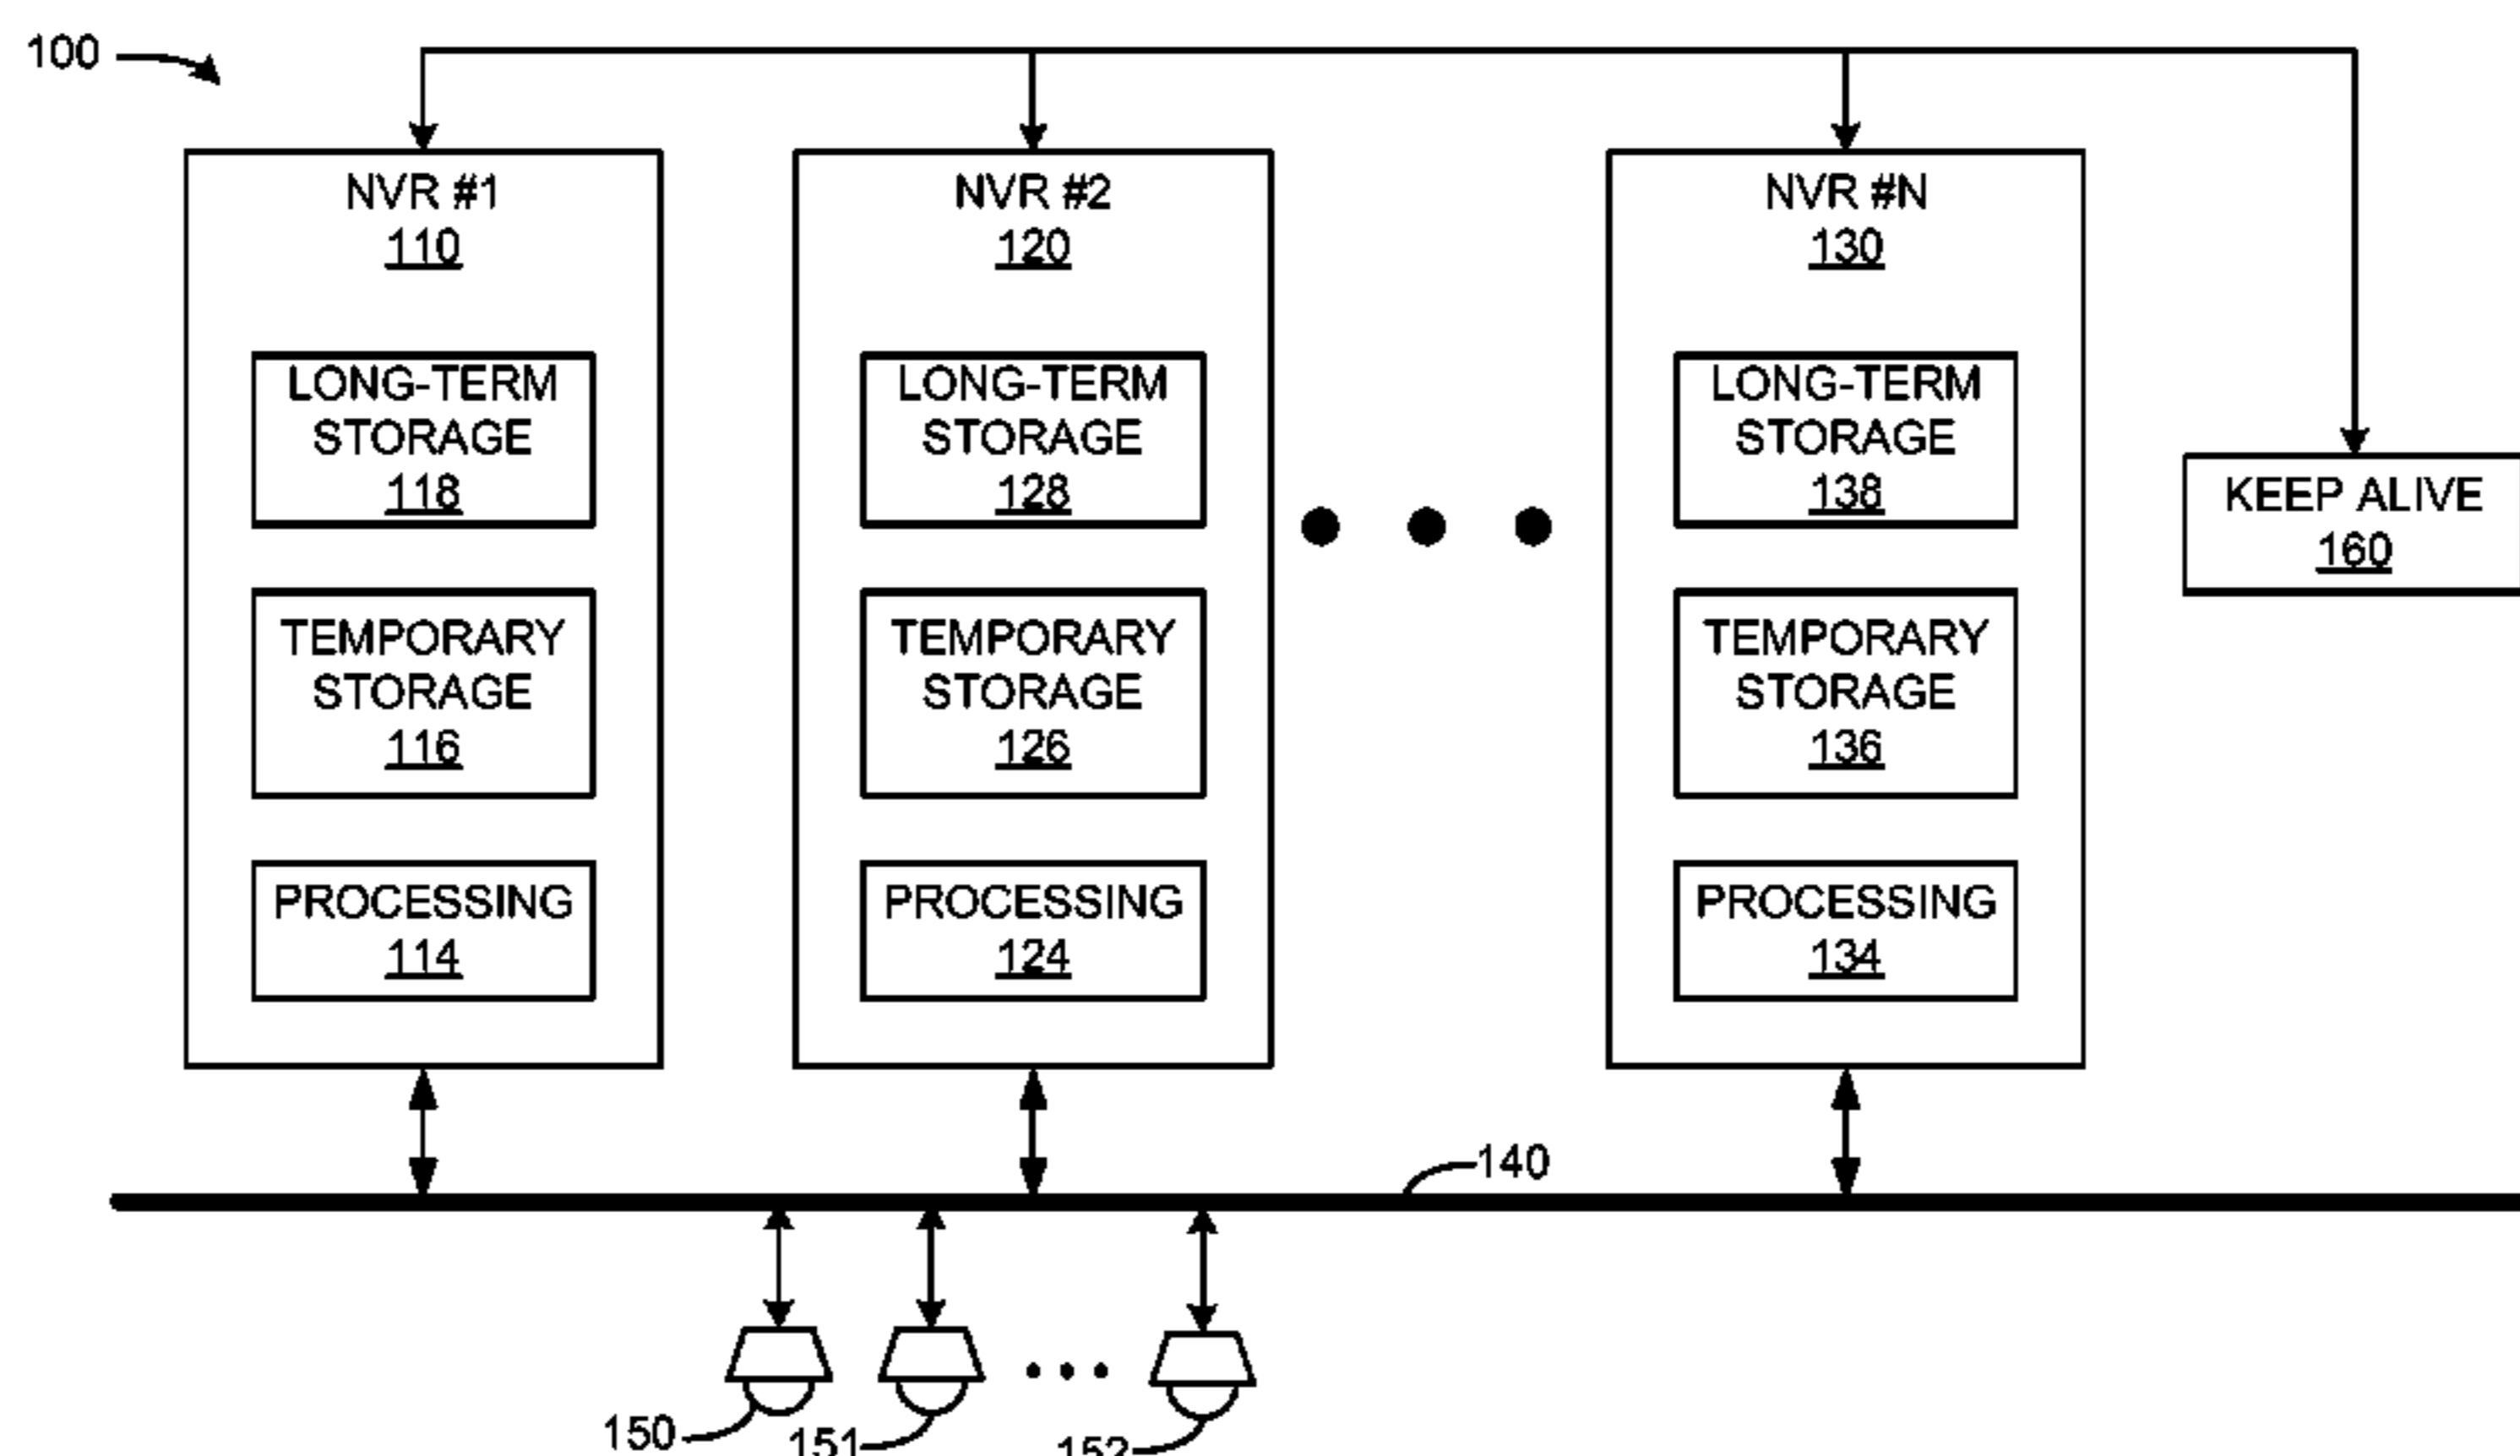 100
NVR #1
110
LONG-TERM
STORAGE
118
TEMPORARY
STORAGE
116
PROCESSING
114
NVR #2
120
LONG-TERM
STORAGE
128
TEMPORARY
STORAGE
126
PROCESSING
124
NVR #N
130
LONG-TERM
STORAGE
138
TEMPORARY
STORAGE
136
PROCESSING
134
KEEP ALIVE
160
140
150
151
152